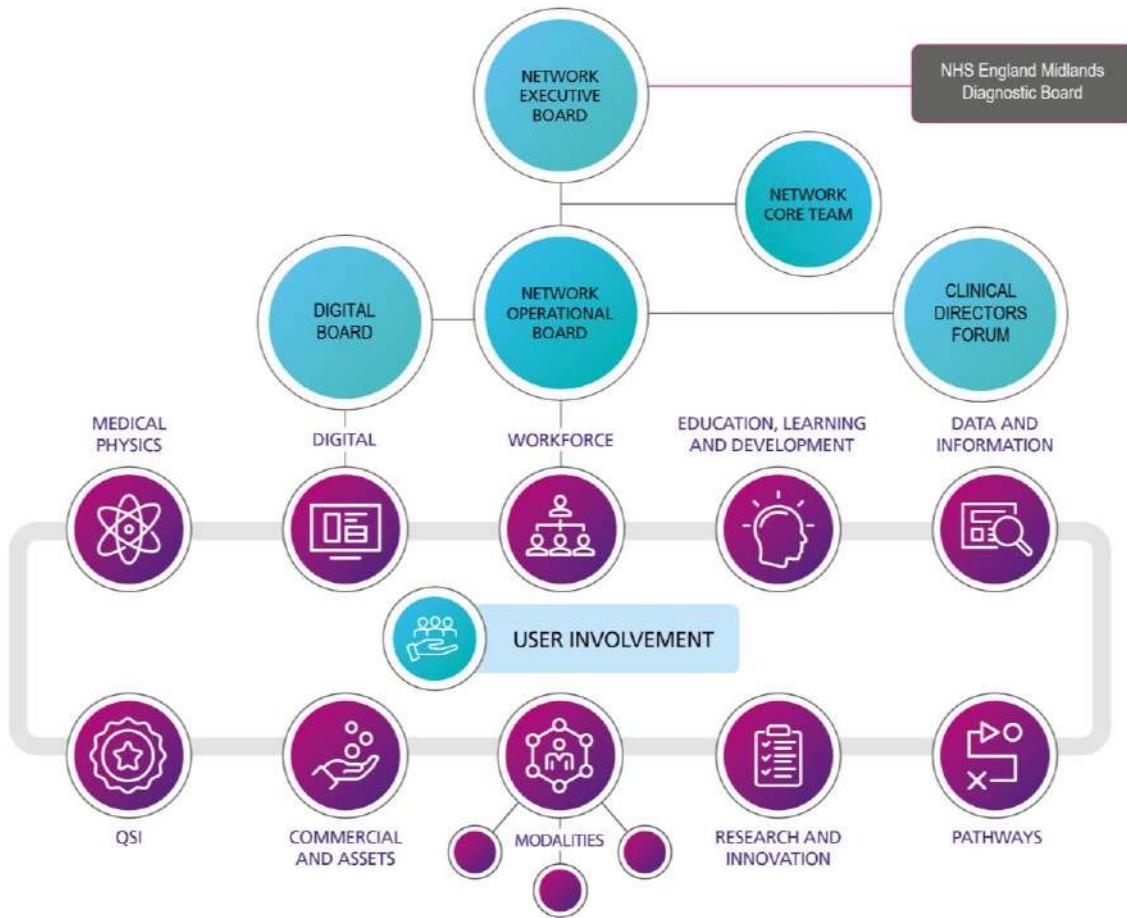 NETWORK
EXECUTIVE
BOARD
NHS England Midlands
Diagnostic Board
NETWORK
CORE TEAM
DIGITAL
BOARD
NETWORK
OPERATIONAL
BOARD
CLINICAL
DIRECTORS
FORUM
MEDICAL
PHYSICS
DIGITAL
WORKFORCE
EDUCATION, LEARNING
AND DEVELOPMENT
DATA AND
INFORMATION
USER INVOLVEMENT
QSI
COMMERCIAL
AND ASSETS
MODALITIES
RESEARCH AND
INNOVATION
PATHWAYS